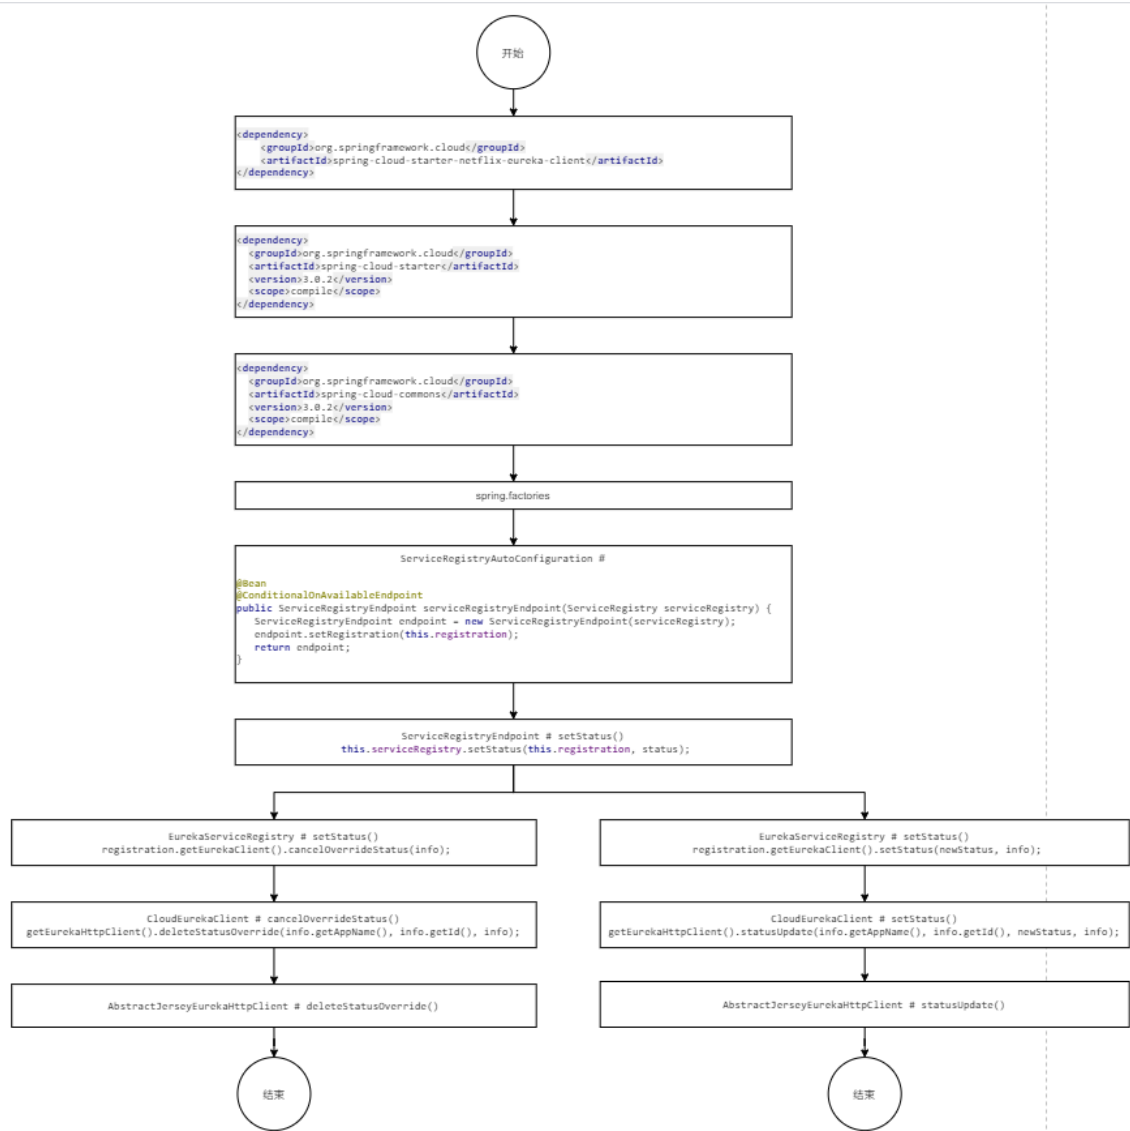 开始
<dependency>
<groupId>org.springframework.cloud</groupId>
<artifactId>spring-cloud-starter-netflix-eureka-client</artifactId>
</dependency>
<dependency>
<groupId>org.springframework.cloud</groupId>
<artifactId>spring-cloud-starter</artifactId>
<version>3.0.2</version>
<scope>compile</scope>
</dependency>
<dependency>
<groupId>org.springframework.cloud</groupId>
<artifactId>spring-cloud-commons</artifactId>
<version>3.0.2</version>
<scope>compile</scope>
</dependency>
spring.factories
ServiceRegistryAutoConfiguration #
@Bean
@ConditionalOnAvailableEndpoint
public ServiceRegistryEndpoint serviceRegistryEndpoint(ServiceRegistry serviceRegistry) {
ServiceRegistryEndpoint endpoint = new ServiceRegistryEndpoint(serviceRegistry);
endpoint.setRegistration(this.registration);
return endpoint;
}
ServiceRegistryEndpoint # setStatus()
this.serviceRegistry.setStatus(this.registration, status);
EurekaServiceRegistry # setStatus()
registration.getEurekaClient().cancelOverrideStatus(info);
CloudEurekaClient # cancelOverrideStatus()
getEurekaHttpClient().deleteStatusOverride(info.getAppName(), info.getId(), info);
AbstractJerseyEurekaHttpClient # deleteStatusOverride()
结束
EurekaServiceRegistry # setStatus()
registration.getEurekaClient().setStatus(newStatus, info);
CloudEurekaClient # setStatus()
getEurekaHttpClient().statusUpdate(info.getAppName(), info.getId(), newStatus, info);
AbstractJerseyEurekaHttpClient # statusUpdate()
结束